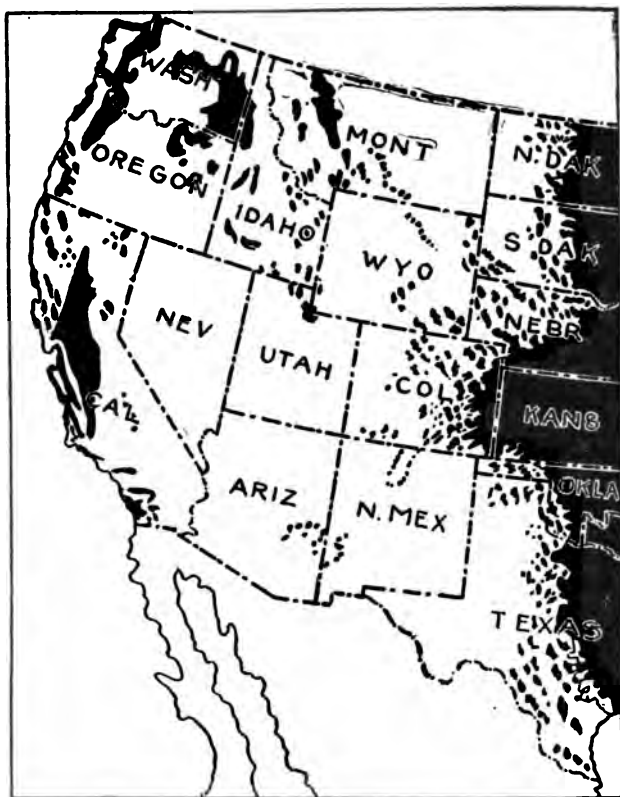 WASH
MONT
N. DAK
OREGON
IDAHO
S. DAK
WYO
NEBR
NEV
UTAH
COL
KANS
CAL
ARIZ
N. MEX
OKLA
TEXAS